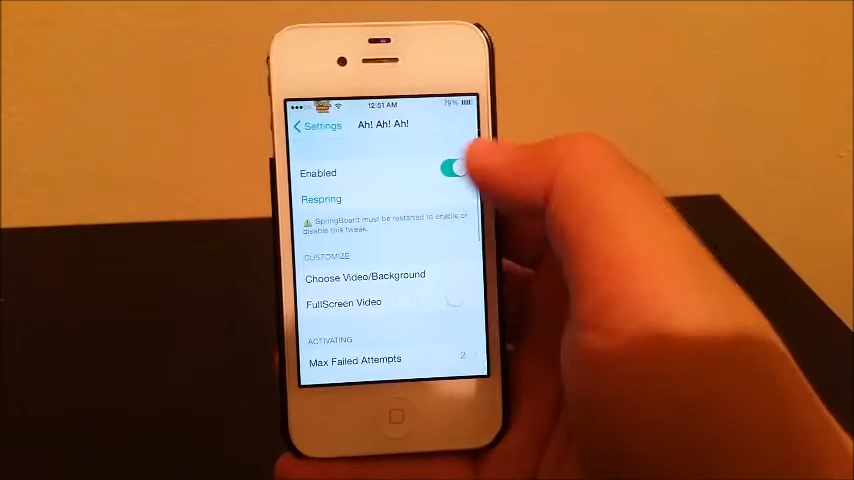 12:51 AM 79%
Settings Ah! Ah! Ah!
Enabled
Respring
SpringBoard must be restarted to enable or
disable this tweak.
CUSTOMIZE
Choose Video/Background
FullScreen Video
ACTIVATING
Max Failed Attempts 2